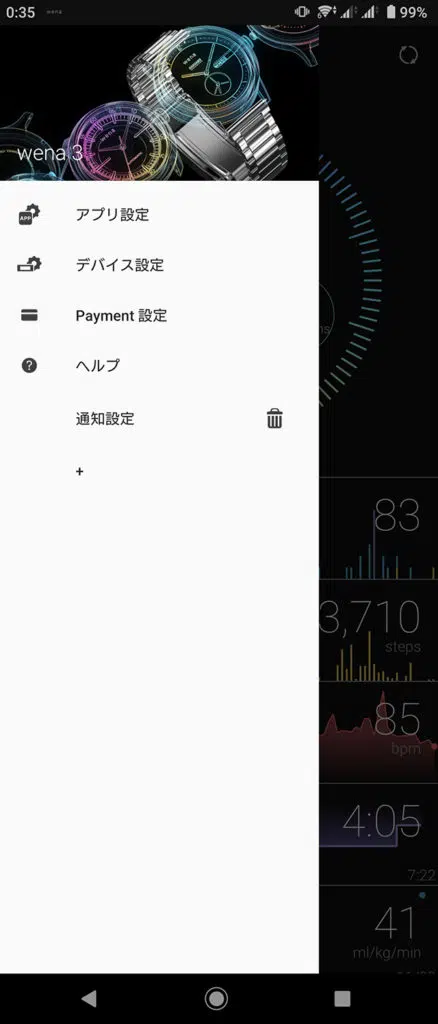 0:35
wena
99%
wena 3
アプリ設定
デバイス設定
Payment 設定
ヘルプ
通知設定
+
83
3,710
steps
85
bpm
4:05
7:22
41
ml/kg/min